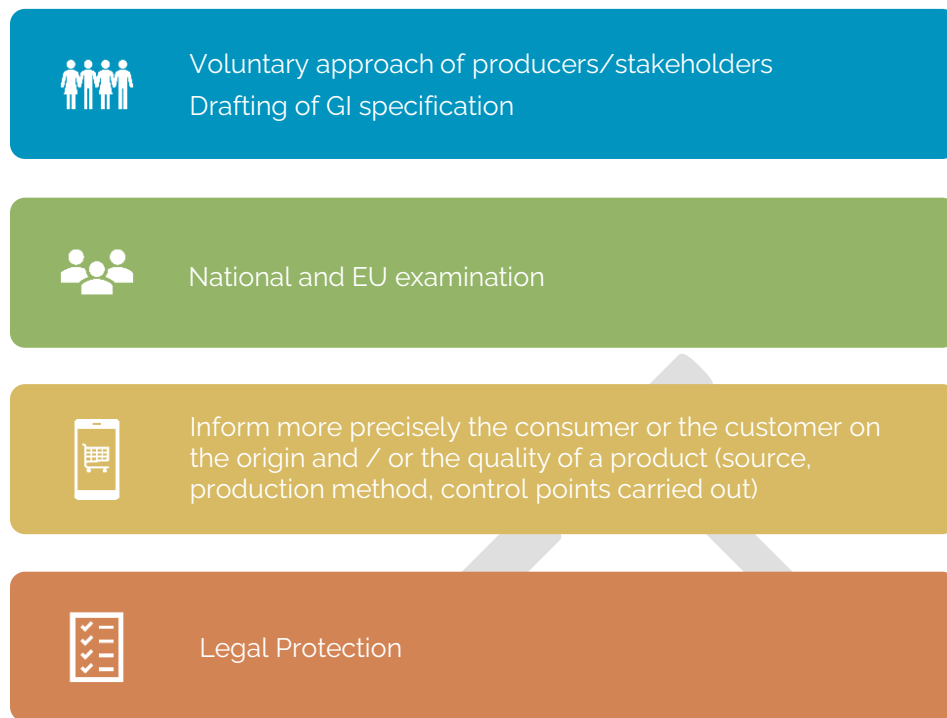 Voluntary approach of producers/stakeholders
Drafting of GI specification
National and EU examination
Inform more precisely the consumer or the customer on
the origin and / or the quality of a product (source,
production method, control points carried out)
Legal Protection